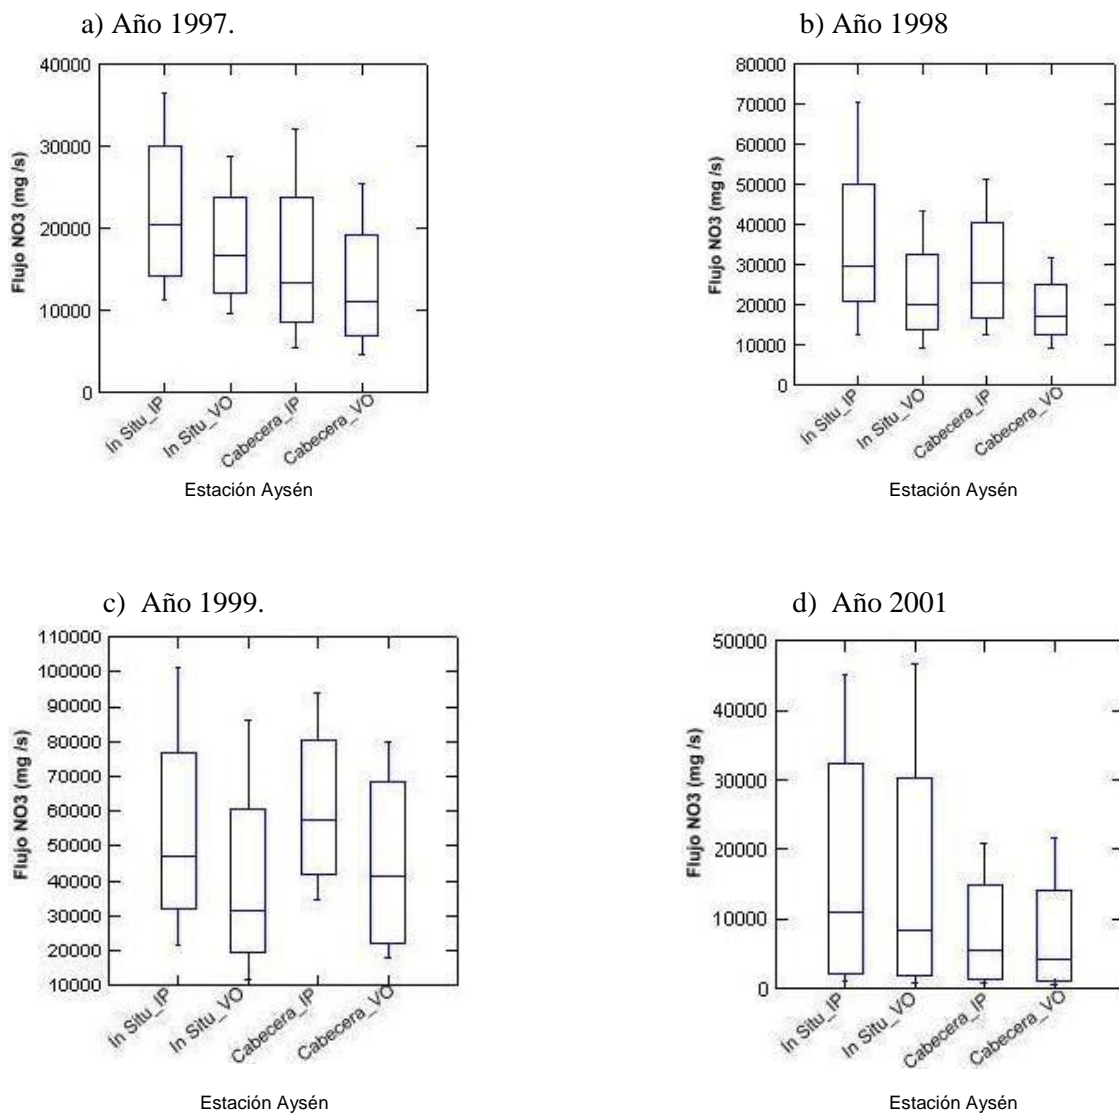 a) Año 1997.
40000
30000
20000
10000
0
Flujo NO3 (mg /s)
In Situ_IP
In Situ_VO
Cabecera_IP
Cabecera_VO
Estación Aysén
b) Año 1998
80000
70000
60000
50000
40000
30000
20000
10000
0
Flujo NO3 (mg /s)
In Situ_IP
In Situ_VO
Cabecera_IP
Cabecera_VO
Estación Aysén
c) Año 1999.
110000
100000
90000
80000
70000
60000
50000
40000
30000
20000
10000
Flujo NO3 (mg /s)
In Situ_IP
In Situ_VO
Cabecera_IP
Cabecera_VO
Estación Aysén
d) Año 2001
50000
40000
30000
20000
10000
0
Flujo NO3 (mg /s)
In Situ_IP
In Situ_VO
Cabecera_IP
Cabecera_VO
Estación Aysén